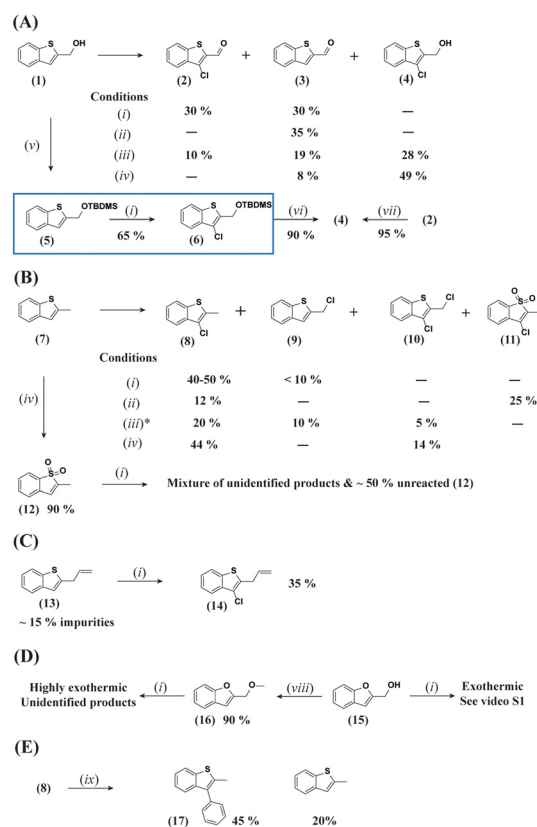 (A)
S OH S O S O S OH
+ +
Cl Cl
(1) (2) (3) (4)
Conditions
(i) 30 % 30 % —
(ii) — 35 % —
(v)
(iii) 10 % 19 % 28 %
(iv) — 8 % 49 %
S OTBDMS (i) S OTBDMS (vi) (4) (vii) (2)
Cl
(5) 65 % (6) 90 % 95 %
(B)
S S S Cl S Cl O O S
+ + +
Cl Cl Cl
(7) (8) (9) (10) (11)
Conditions
(i) 40-50 % < 10 % — —
(iv) (ii) 12 % — — 25 %
(iii)* 20 % 10 % 5 % —
(iv) 44 % — 14 %
O O S (i) Mixture of unidentified products & ~ 50 % unreacted (12)
(12) 90 %
(C)
S (i) S 35 %
Cl
(13) (14)
~ 15 % impurities
(D)
Highly exothermic (i) O O (viii) O OH (i) Exothermic
Unidentified products See video S1
(16) 90 % (15)
(E)
(8) (ix) S S
(17) 45 % 20%